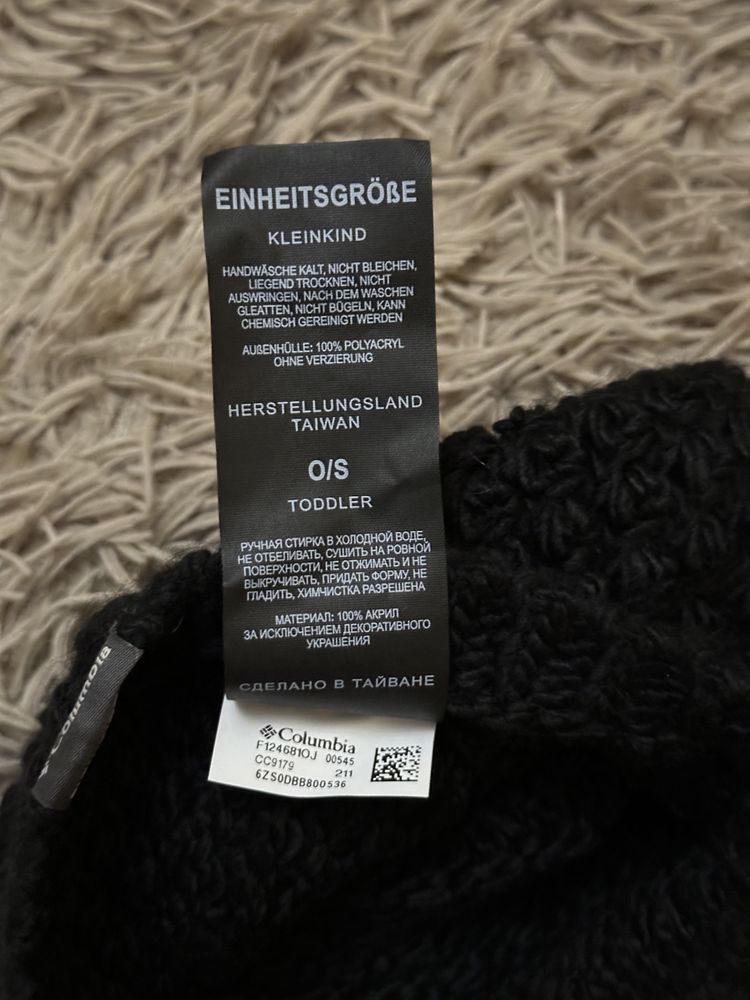 EINHEITSGRÖßE
KLEINKIND
HANDWÄSCHE KALT, NICHT BLEICHEN,
LIEGEND TROCKNEN, NICHT
AUSWRINGEN, NACH DEM WASCHEN
GLEATTEN, NICHT BÜGELN, KANN
CHEMISCH GEREINIGT WERDEN
AUßENHÜLLE: 100% POLYACRYL
OHNE VERZIERUNG
HERSTELLUNGSLAND
TAIWAN
O/S
TODDLER
РУЧНАЯ СТИРКА В ХОЛОДНОЙ ВОДЕ,
НЕ ОТБЕЛИВАТЬ, СУШИТЬ НА РОВНОЙ
ПОВЕРХНОСТИ, НЕ ОТЖИМАТЬ И НЕ
ВЫКРУЧИВАТЬ, ПРИДАТЬ ФОРМУ, НЕ
ГЛАДИТЬ, ХИМЧИСТКА РАЗРЕШЕНА
МАТЕРИАЛ: 100% АКРИЛ
ЗА ИСКЛЮЧЕНИЕМ ДЕКОРАТИВНОГО
УКРАШЕНИЯ
СДЕЛАНО В ТАЙВАНЕ
Columbia
Columbia
F124681OJ 00545
CC9179 211
6ZS0DBB800536